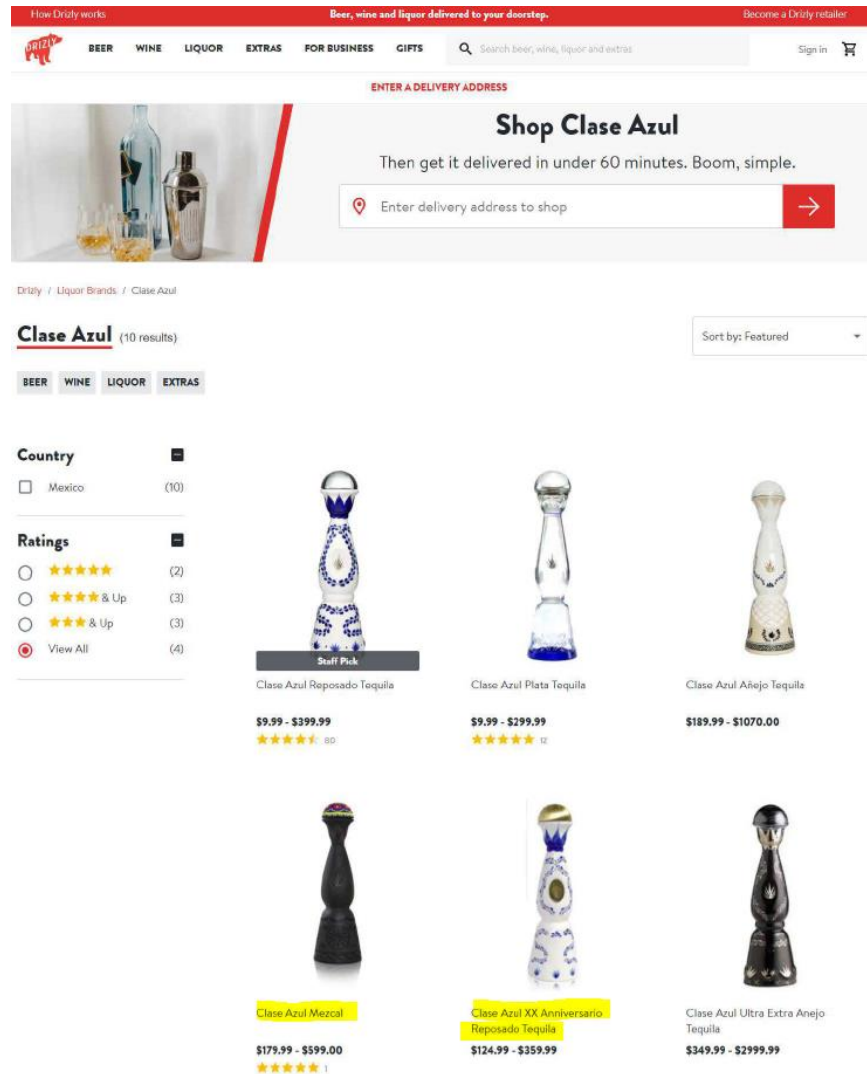 How Drizly works
Beer, wine and liquor delivered to your doorstep.
Become a Drizly retailer
DRIZLY
BEER WINE LIQUOR EXTRAS FOR BUSINESS GIFTS
Search beer, wine, liquor and extras
Sign in
ENTER A DELIVERY ADDRESS
Shop Clase Azul
Then get it delivered in under 60 minutes. Boom, simple.
Enter delivery address to shop
Drizly / Liquor Brands / Clase Azul
Clase Azul (10 results)
Sort by: Featured
BEER WINE LIQUOR EXTRAS
Country
Mexico (10)
Ratings
(2)
& Up (3)
& Up (3)
View All (4)
Staff Pick
Clase Azul Reposado Tequila
$9.99 - $399.99
80
Clase Azul Plata Tequila
$9.99 - $299.99
12
Clase Azul Añejo Tequila
$189.99 - $1070.00
Clase Azul Mezcal
$179.99 - $599.00
1
Clase Azul XX Anniversario
Reposado Tequila
$124.99 - $359.99
Clase Azul Ultra Extra Anejo
Tequila
$349.99 - $2999.99